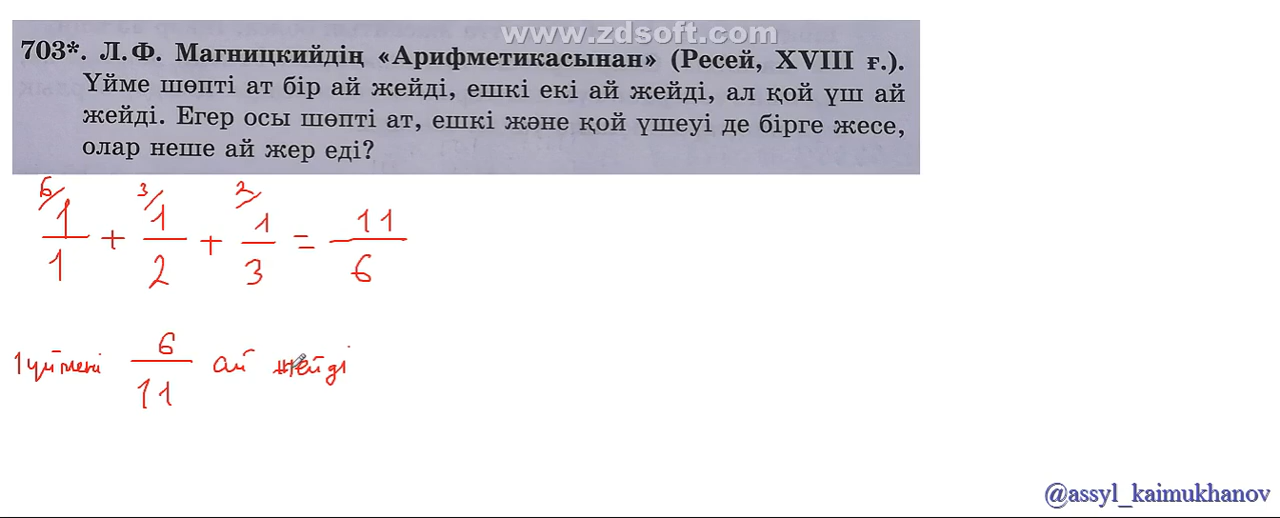 www.zdsoft.com
703*. Л.Ф. Магницкийдің «Арифметикасынан» (Ресей, XVIII ғ.).
Үйме шөпті ат бір ай жейді, ешкі екі ай жейді, ал қой үш ай
жейді. Егер осы шөпті ат, ешкі және қой үшеуі де бірге жесе,
олар неше ай жер еді?
6/ 3/ 2/
1/1 + 1/2 + 1/3 = 11/6
1 үймені 6/11 ай жейді
@assyl_kaimukhanov